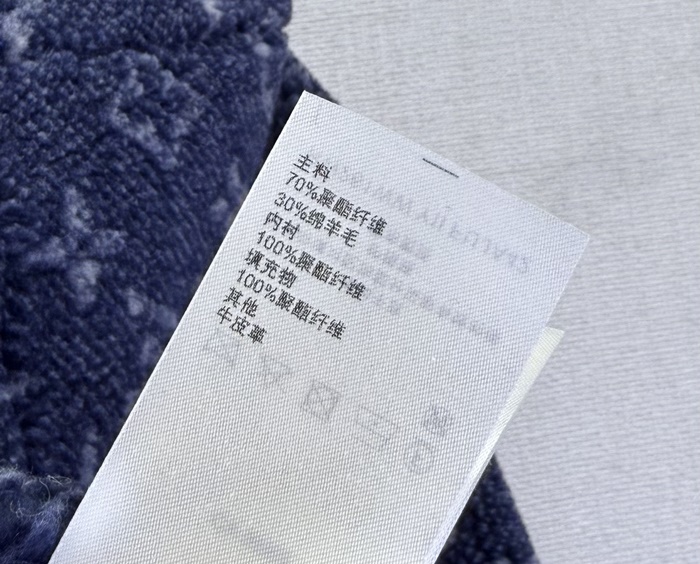 主料
70%聚酯纤维
30%绵羊毛
内衬
100%聚酯纤维
填充物
100%聚酯纤维
其他
牛皮革